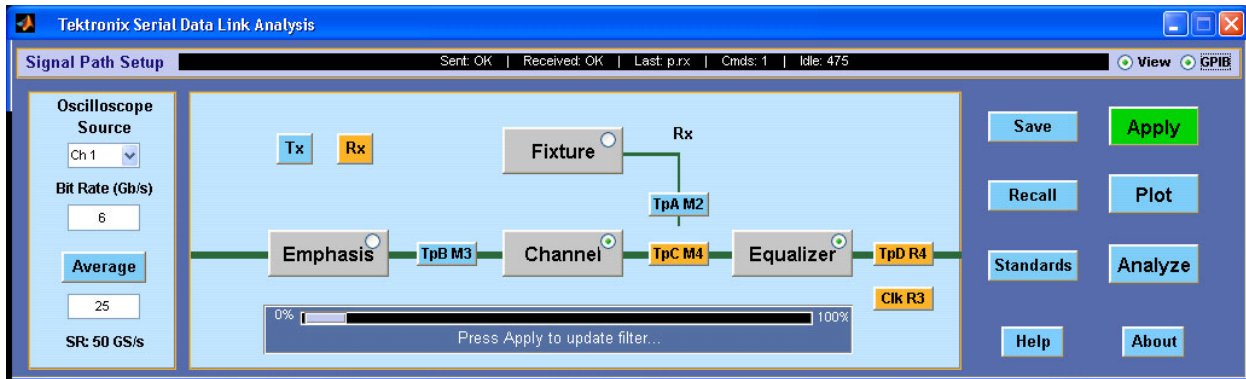 Tektronix Serial Data Link Analysis
Signal Path Setup
Sent: OK | Received: OK | Last: p.rx | Cmds: 1 | Idle: 475
View
GPIB
Oscilloscope
Source
Ch 1
Bit Rate (Gb/s)
6
Average
25
SR: 50 GS/s
Tx
Rx
Fixture
Rx
TpA M2
Emphasis
TpB M3
Channel
TpC M4
Equalizer
TpD R4
Clk R3
0%
100%
Press Apply to update filter...
Save
Apply
Recall
Plot
Standards
Analyze
Help
About